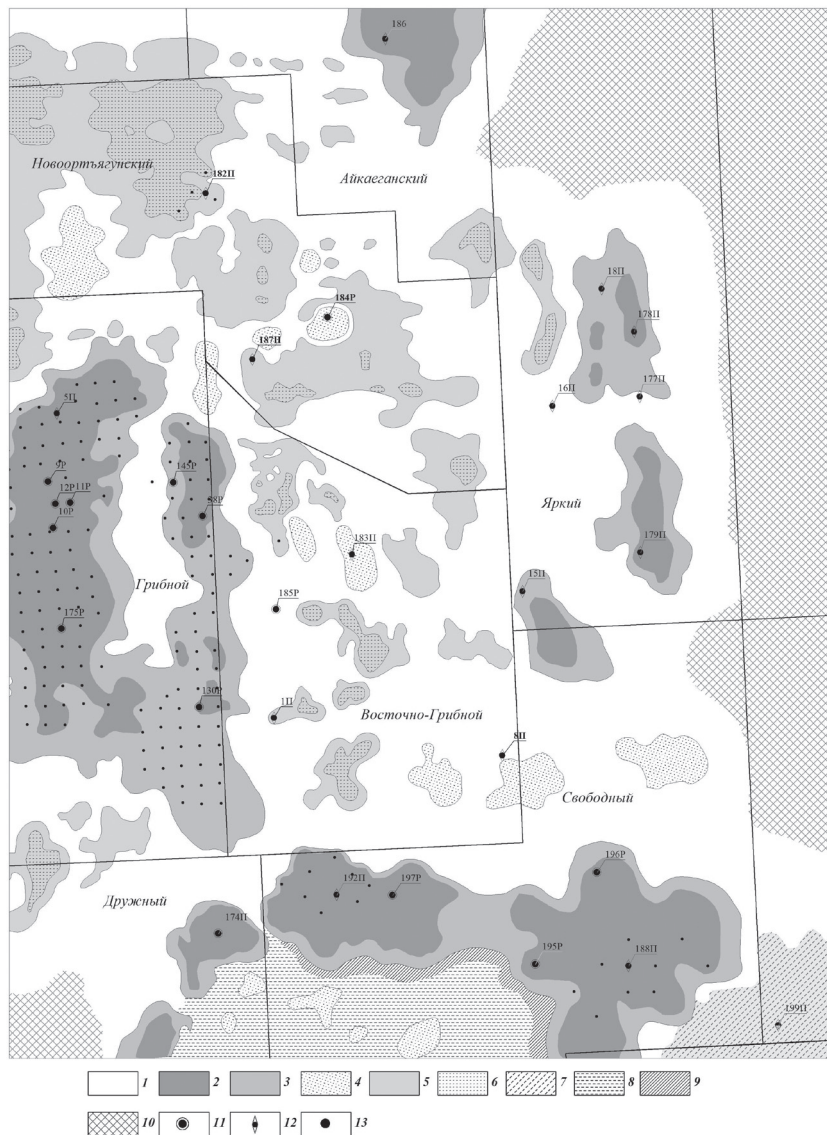 186
Новоортъягунский
182П
Айкаеганский
18П
184Р
178П
187П
177П
16П
5П
9Р
145Р
12Р 11Р
58Р
10Р
Яркий
183П
179П
Грибной
15П
185Р
175Р
130Р
1П
Восточно-Грибной
8П
Свободный
196Р
Дружный
192П
197Р
174П
195Р
188П
199П
1 2 3 4 5 6 7 8 9
10 11 12 13